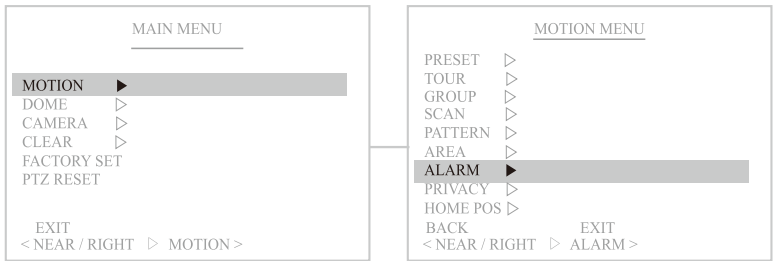 MAIN MENU
MOTION ▶
DOME ▷
CAMERA ▷
CLEAR ▷
FACTORY SET
PTZ RESET
EXIT
< NEAR / RIGHT ▷ MOTION >
MOTION MENU
PRESET ▷
TOUR ▷
GROUP ▷
SCAN ▷
PATTERN ▷
AREA ▷
ALARM ▶
PRIVACY ▷
HOME POS ▷
BACK EXIT
< NEAR / RIGHT ▷ ALARM >